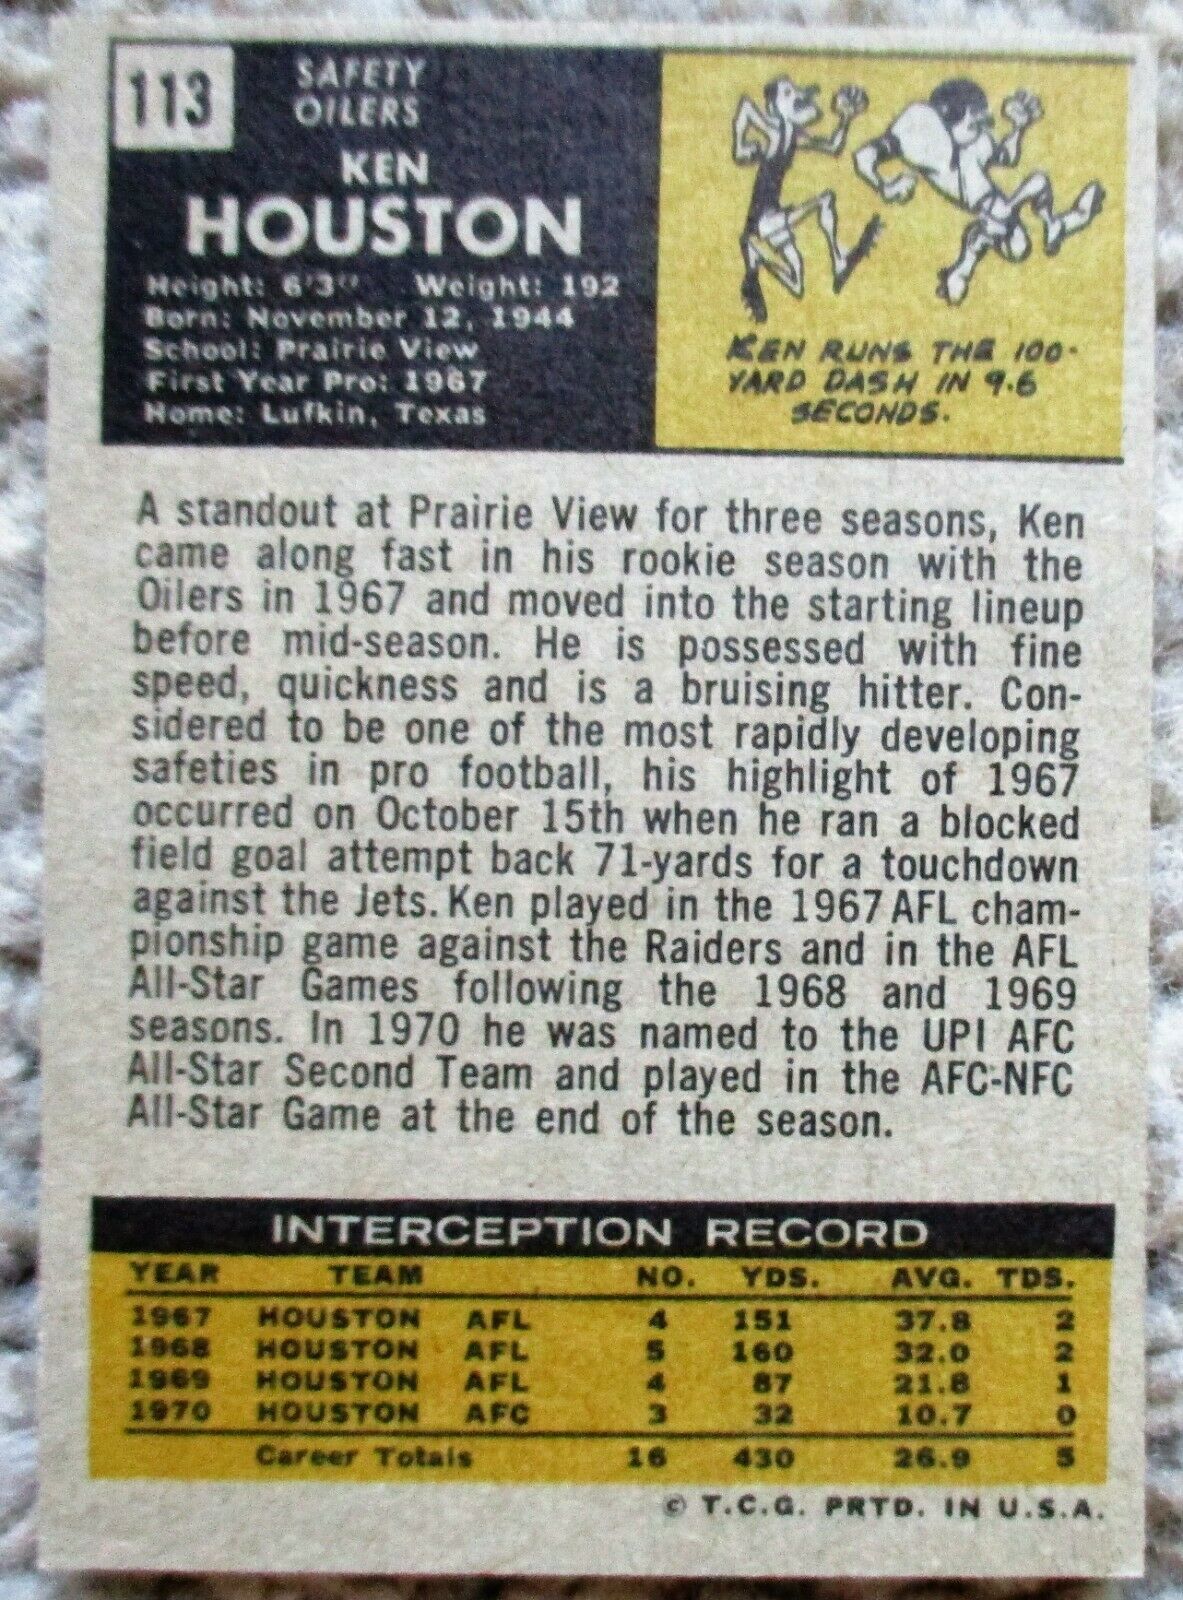 113
SAFETY
OILERS
KEN
HOUSTON
Height: 6'3" Weight: 192
Born: November 12, 1944
School: Prairie View
First Year Pro: 1967
Home: Lufkin, Texas
KEN RUNS THE 100-
YARD DASH IN 9.6
SECONDS.
A standout at Prairie View for three seasons, Ken
came along fast in his rookie season with the
Oilers in 1967 and moved into the starting lineup
before mid-season. He is possessed with fine
speed, quickness and is a bruising hitter. Con-
sidered to be one of the most rapidly developing
safeties in pro football, his highlight of 1967
occurred on October 15th when he ran a blocked
field goal attempt back 71-yards for a touchdown
against the Jets. Ken played in the 1967 AFL cham-
pionship game against the Raiders and in the AFL
All-Star Games following the 1968 and 1969
seasons. In 1970 he was named to the UPI AFC
All-Star Second Team and played in the AFC-NFC
All-Star Game at the end of the season.
INTERCEPTION RECORD
YEAR TEAM NO. YDS. AVG. TDS.
1967 HOUSTON AFL 4 151 37.8 2
1968 HOUSTON AFL 5 160 32.0 2
1969 HOUSTON AFL 4 87 21.8 1
1970 HOUSTON AFC 3 32 10.7 0
Career Totals 16 430 26.9 5
© T.C.G. PRTD. IN U.S.A.